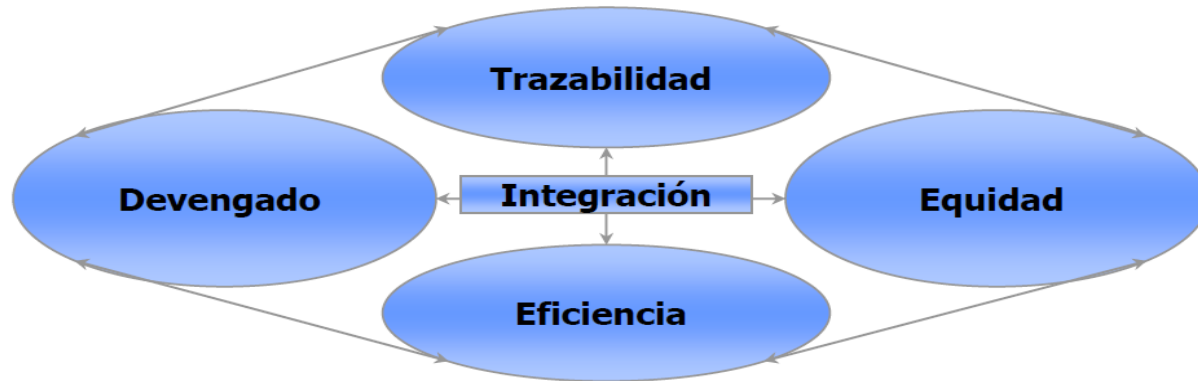 Trazabilidad
Devengado
Integración
Equidad
Eficiencia